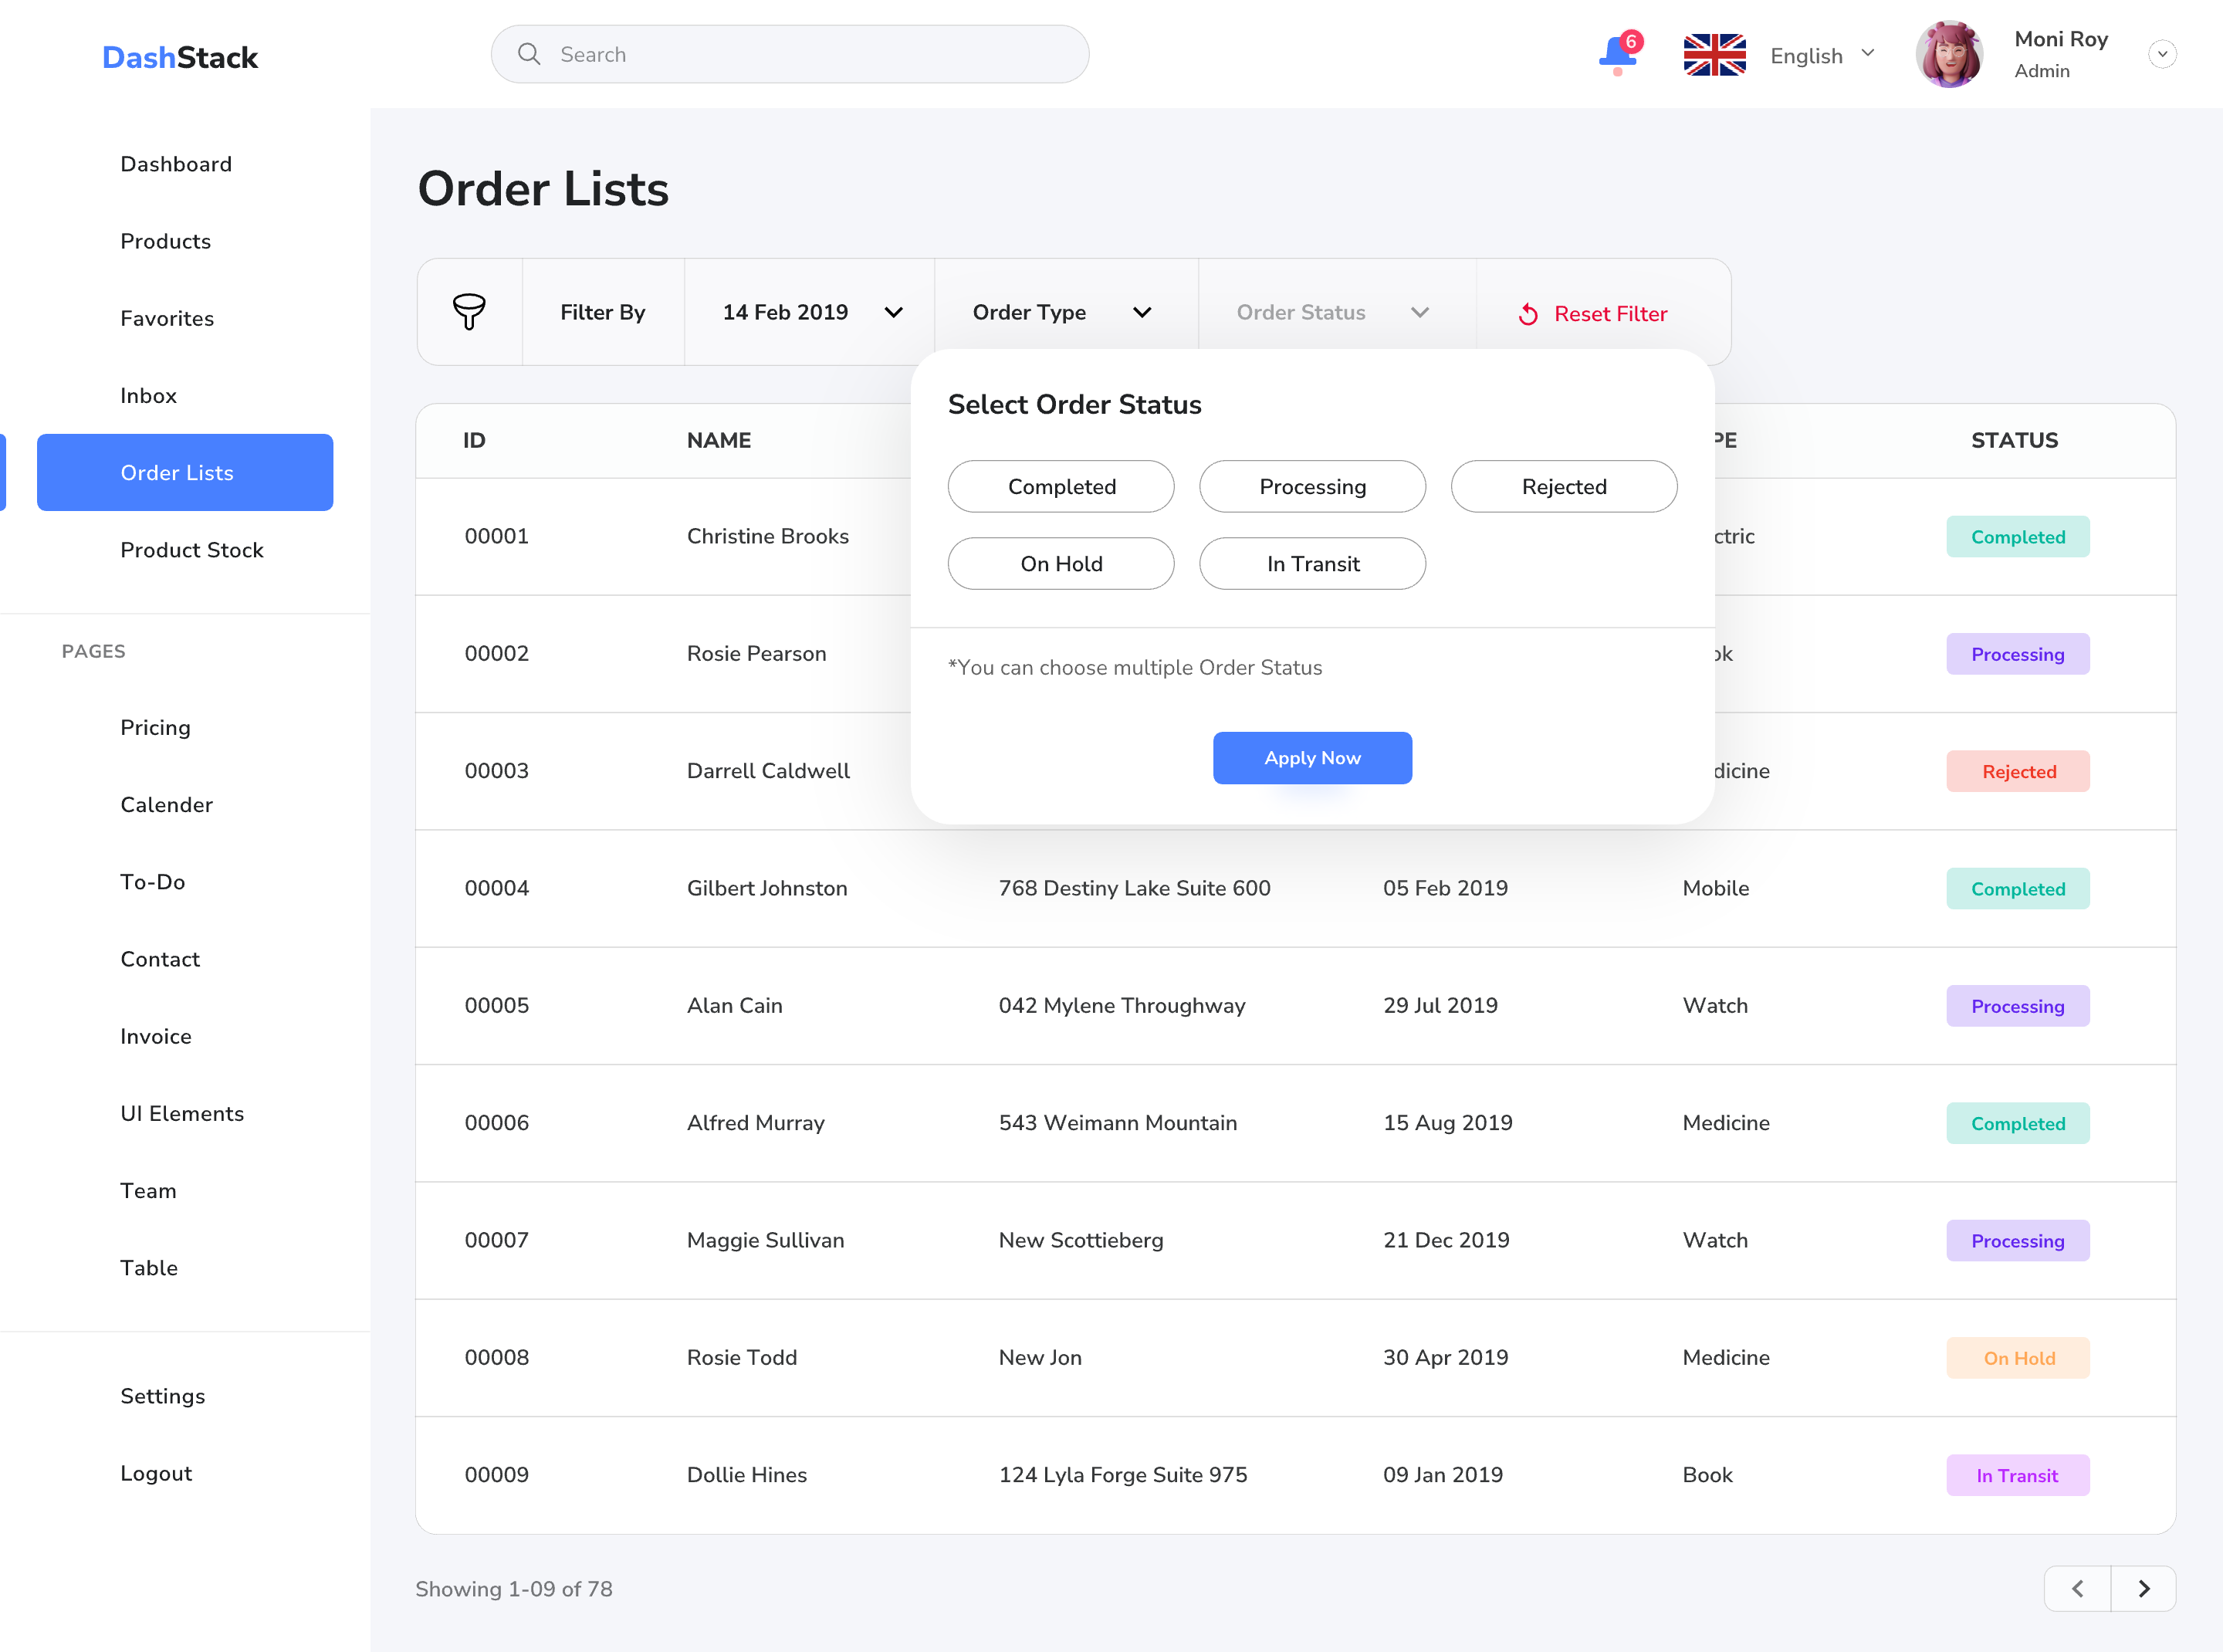 DashStack
Search
6
English
Moni Roy
Admin
Dashboard
Products
Favorites
Inbox
Order Lists
Product Stock
PAGES
Pricing
Calender
To-Do
Contact
Invoice
UI Elements
Team
Table
Settings
Logout
Order Lists
Filter By 14 Feb 2019 Order Type Order Status Reset Filter
Select Order Status
Completed Processing Rejected
On Hold In Transit
*You can choose multiple Order Status
Apply Now
ID NAME STATUS
00001 Christine Brooks Completed
00002 Rosie Pearson Processing
00003 Darrell Caldwell Rejected
00004 Gilbert Johnston 768 Destiny Lake Suite 600 05 Feb 2019 Mobile Completed
00005 Alan Cain 042 Mylene Throughway 29 Jul 2019 Watch Processing
00006 Alfred Murray 543 Weimann Mountain 15 Aug 2019 Medicine Completed
00007 Maggie Sullivan New Scottieberg 21 Dec 2019 Watch Processing
00008 Rosie Todd New Jon 30 Apr 2019 Medicine On Hold
00009 Dollie Hines 124 Lyla Forge Suite 975 09 Jan 2019 Book In Transit
Showing 1-09 of 78